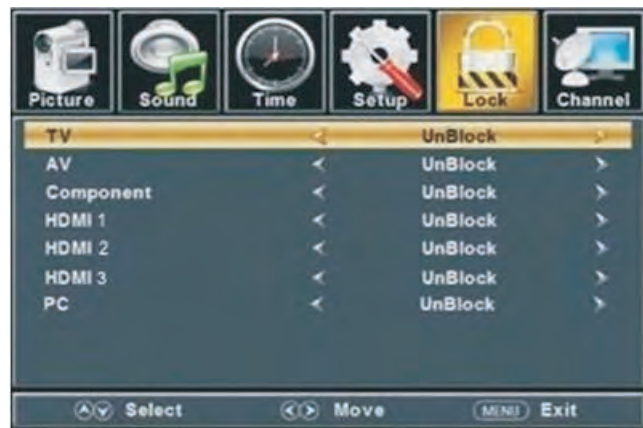 Picture Sound Time Setup Lock Channel
TV UnBlock
AV UnBlock
Component UnBlock
HDMI 1 UnBlock
HDMI 2 UnBlock
HDMI 3 UnBlock
PC UnBlock
Select Move MENU Exit